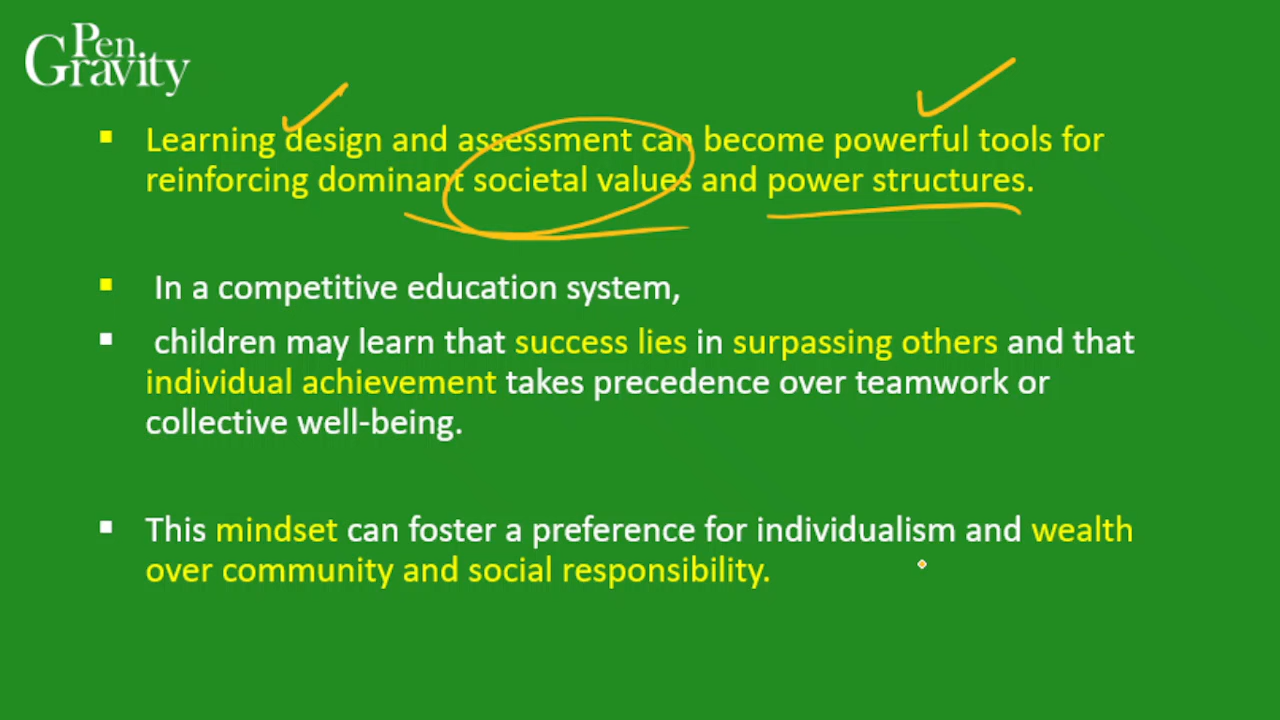 Pen
Gravity
▪ Learning design and assessment can become powerful tools for
reinforcing dominant societal values and power structures.
▪ In a competitive education system,
▪ children may learn that success lies in surpassing others and that
individual achievement takes precedence over teamwork or
collective well-being.
▪ This mindset can foster a preference for individualism and wealth
over community and social responsibility.